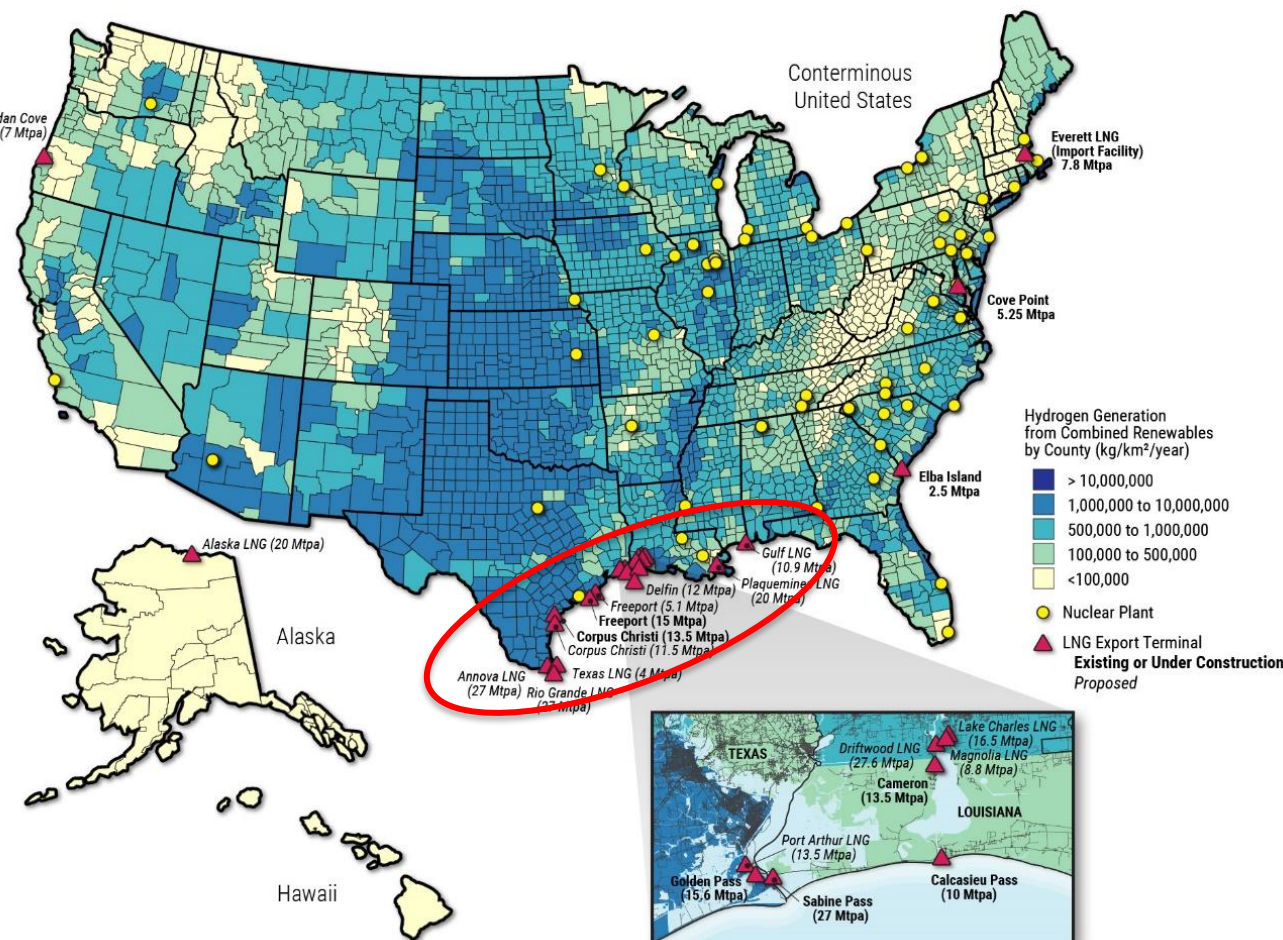 Conterminous
United States
dan Cove
(7 Mtpa)
Everett LNG
(Import Facility)
7.8 Mtpa
Cove Point
5.25 Mtpa
Elba Island
2.5 Mtpa
Hydrogen Generation
from Combined Renewables
by County (kg/km²/year)
> 10,000,000
1,000,000 to 10,000,000
500,000 to 1,000,000
100,000 to 500,000
<100,000
Nuclear Plant
LNG Export Terminal
Existing or Under Construction
Proposed
Alaska LNG (20 Mtpa)
Alaska
Hawaii
Gulf LNG
(10.9 Mtpa)
Plaquemines LNG
(20 Mtpa)
Delfin (12 Mtpa)
Freeport (5.1 Mtpa)
Freeport (15 Mtpa)
Corpus Christi (13.5 Mtpa)
Corpus Christi (11.5 Mtpa)
Annova LNG
(27 Mtpa)
Texas LNG (4 Mtpa)
Rio Grande LNG
(27 Mtpa)
TEXAS
Driftwood LNG
(27.6 Mtpa)
Lake Charles LNG
(16.5 Mtpa)
Magnolia LNG
(8.8 Mtpa)
Cameron
(13.5 Mtpa)
LOUISIANA
Port Arthur LNG
(13.5 Mtpa)
Golden Pass
(15,6 Mtpa)
Sabine Pass
(27 Mtpa)
Calcasieu Pass
(10 Mtpa)